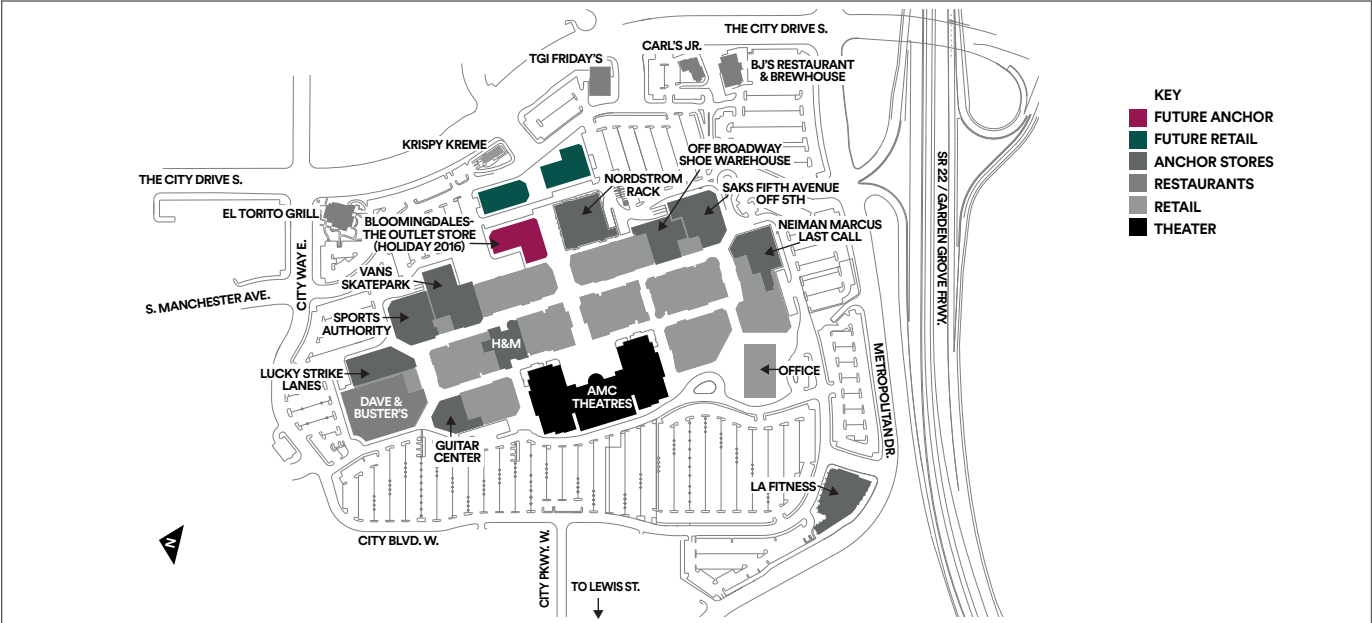 THE CITY DRIVE S.
CARL'S JR.
TGI FRIDAY'S
BJ'S RESTAURANT
& BREWHOUSE
KRISPY KREME
OFF BROADWAY
SHOE WAREHOUSE
THE CITY DRIVE S.
NORDSTROM
RACK
SAKS FIFTH AVENUE
OFF 5TH
EL TORITO GRILL
BLOOMINGDALES-
THE OUTLET STORE
(HOLIDAY 2016)
NEIMAN MARCUS
LAST CALL
VANS
SKATEPARK
CITY WAY E.
S. MANCHESTER AVE.
SPORTS
AUTHORITY
H&M
LUCKY STRIKE
LANES
OFFICE
DAVE &
BUSTER'S
AMC
THEATRES
GUITAR
CENTER
METROPOLITAN DR.
SR 22 / GARDEN GROVE FRWY.
LA FITNESS
CITY BLVD. W.
CITY PKWY. W.
TO LEWIS ST.
N
KEY
FUTURE ANCHOR
FUTURE RETAIL
ANCHOR STORES
RESTAURANTS
RETAIL
THEATER